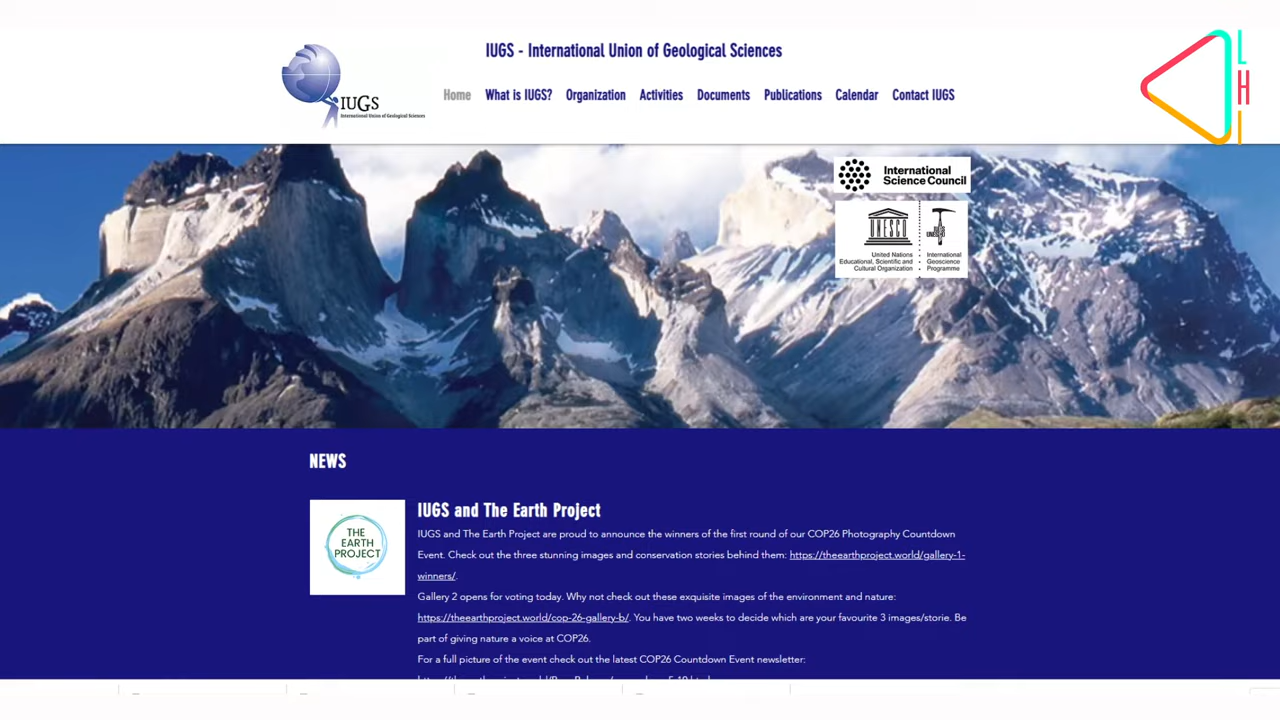 IUGS - International Union of Geological Sciences
IUGS
International Union of Geological Sciences
Home What is IUGS? Organization Activities Documents Publications Calendar Contact IUGS
L
H
I
International
Science Council
UNESCO
United Nations
Educational, Scientific and
Cultural Organization
UNESCO
International
Geoscience
Programme
NEWS
THE
EARTH
PROJECT
IUGS and The Earth Project
IUGS and The Earth Project are proud to announce the winners of the first round of our COP26 Photography Countdown
Event. Check out the three stunning images and conservation stories behind them: https://theearthproject.world/gallery-1-
winners/.
Gallery 2 opens for voting today. Why not check out these exquisite images of the environment and nature:
https://theearthproject.world/cop-26-gallery-b/. You have two weeks to decide which are your favourite 3 images/storie. Be
part of giving nature a voice at COP26.
For a full picture of the event check out the latest COP26 Countdown Event newsletter: